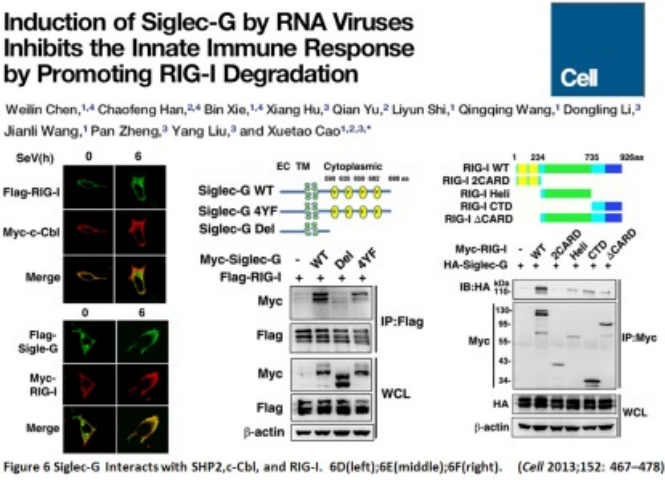 Induction of Siglec-G by RNA Viruses
Inhibits the Innate Immune Response
by Promoting RIG-I Degradation
Cell
Weilin Chen,1,4 Chaofeng Han,2,4 Bin Xie,1,4 Xiang Hu,3 Qian Yu,2 Liyun Shi,1 Qingqing Wang,1 Dongling Li,3
Jianli Wang,1 Pan Zheng,3 Yang Liu,3 and Xuetao Cao1,2,3,*
SeV(h) 0 6
Flag-RIG-I
Myc-c-Cbl
Merge
0 6
Flag-
Sigle-G
Myc-
RIG-I
Merge
EC TM Cytoplasmic
Siglec-G WT
Siglec-G 4YF
Siglec-G Del
Myc-Siglec-G - WT Del 4YF
Flag-RIG-I + + + +
Myc
Flag
IP:Flag
Myc
Flag
β-actin
WCL
1 234 735 925aa
RIG-I WT
RIG-I 2CARD
RIG-I Heli
RIG-I CTD
RIG-I ΔCARD
Myc-RIG-I - WT 2CARD Heli CTD ΔCARD
HA-Siglec-G + + + + + +
kDa
IB:HA 110-
130-
95-
Myc 55-
43-
34-
IP:Myc
HA
β-actin
WCL
Figure 6 Siglec-G Interacts with SHP2,c-Cbl, and RIG-I. 6D(left);6E(middle);6F(right). (Cell 2013;152: 467–478)